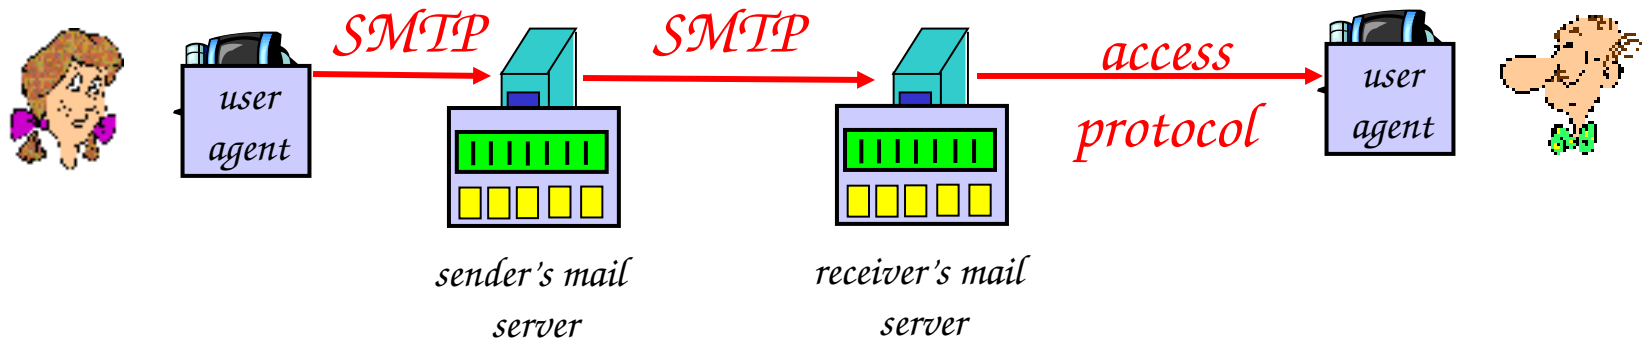 SMTP
SMTP
access
protocol
user
agent
user
agent
sender's mail
server
receiver's mail
server